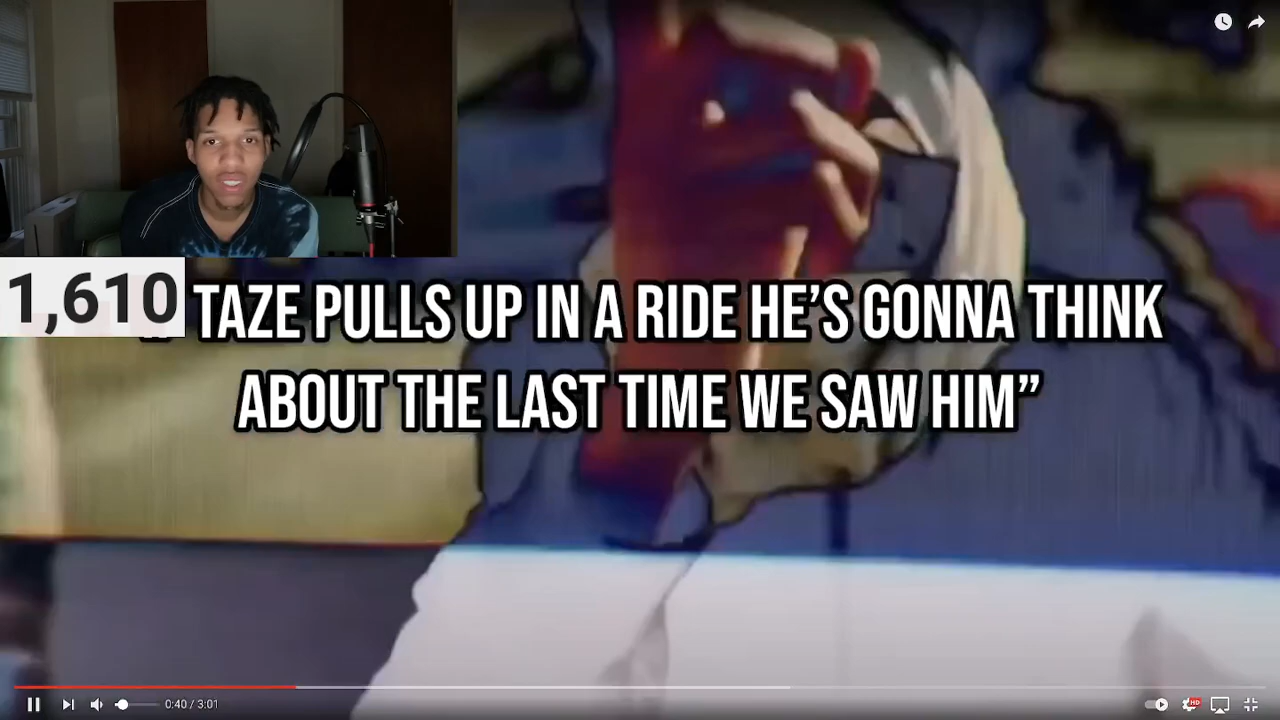 1,610
TAZE PULLS UP IN A RIDE HE’S GONNA THINK
ABOUT THE LAST TIME WE SAW HIM”
0:40 / 3:01
HD